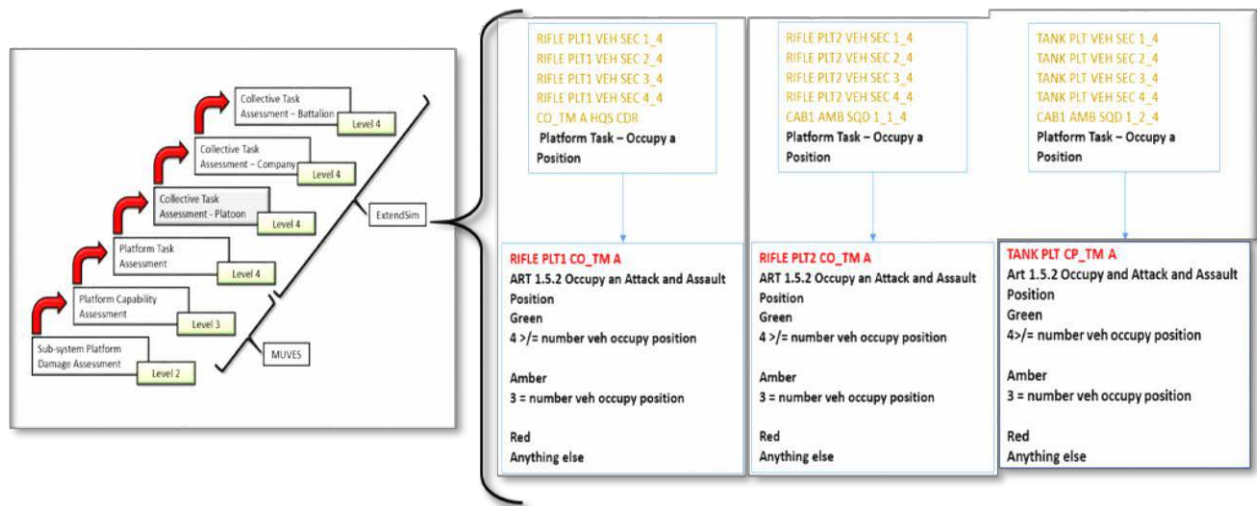 Collective Task
Assessment – Battalion
Level 4
Collective Task
Assessment – Company
Level 4
Collective Task
Assessment - Platoon
Level 4
Platform Task
Assessment
Level 4
Platform Capability
Assessment
Level 3
Sub-system Platform
Damage Assessment
Level 2
ExtendSim
MUVES
RIFLE PLT1 VEH SEC 1_4
RIFLE PLT1 VEH SEC 2_4
RIFLE PLT1 VEH SEC 3_4
RIFLE PLT1 VEH SEC 4_4
CO_TM A HQS CDR
Platform Task – Occupy a
Position
RIFLE PLT1 CO_TM A
ART 1.5.2 Occupy an Attack and Assault
Position
Green
4 >/= number veh occupy position
Amber
3 = number veh occupy position
Red
Anything else
RIFLE PLT2 VEH SEC 1_4
RIFLE PLT2 VEH SEC 2_4
RIFLE PLT2 VEH SEC 3_4
RIFLE PLT2 VEH SEC 4_4
CAB1 AMB SQD 1_1_4
Platform Task – Occupy a
Position
RIFLE PLT2 CO_TM A
ART 1.5.2 Occupy an Attack and Assault
Position
Green
4 >/= number veh occupy position
Amber
3 = number veh occupy position
Red
Anything else
TANK PLT VEH SEC 1_4
TANK PLT VEH SEC 2_4
TANK PLT VEH SEC 3_4
TANK PLT VEH SEC 4_4
CAB1 AMB SQD 1_2_4
Platform Task – Occupy a
Position
TANK PLT CP_TM A
Art 1.5.2 Occupy and Attack and Assault
Position
Green
4>/= number veh occupy position
Amber
3 = number veh occupy position
Red
Anything else